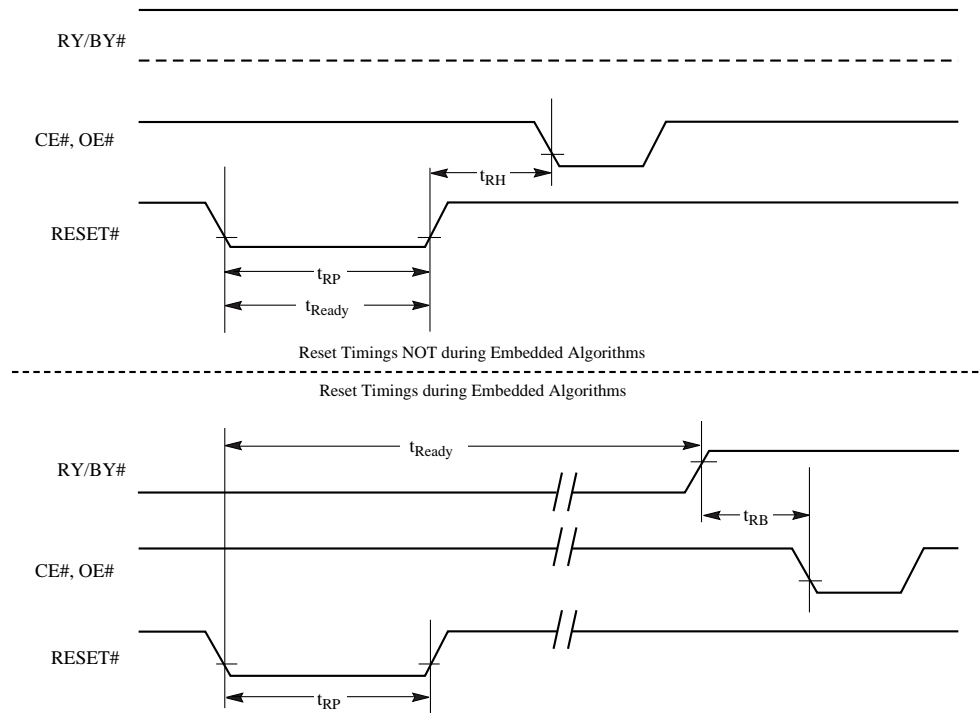 RY/BY#
CE#, OE#
tRH
RESET#
tRP
tReady
Reset Timings NOT during Embedded Algorithms
Reset Timings during Embedded Algorithms
tReady
RY/BY#
tRB
CE#, OE#
RESET#
tRP